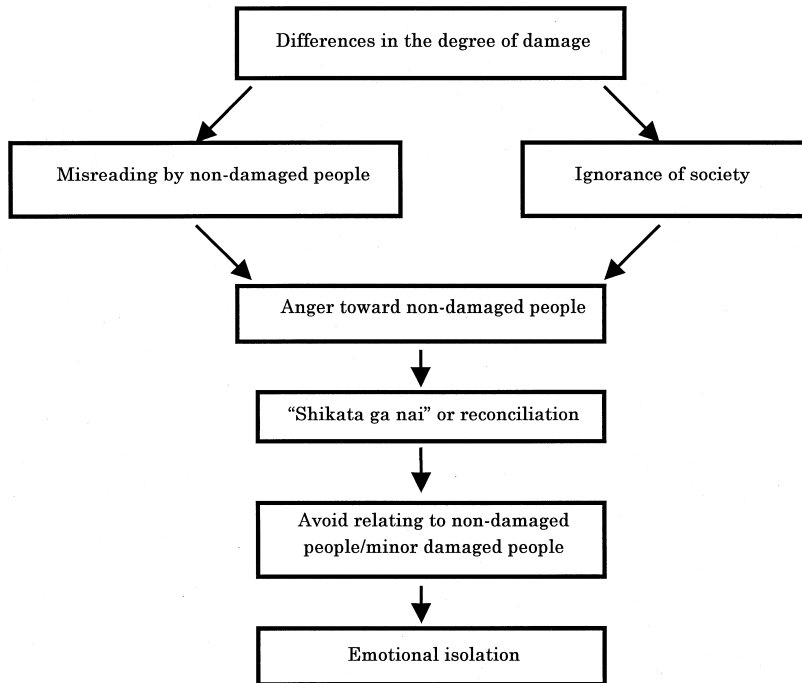 Differences in the degree of damage
Misreading by non-damaged people
Ignorance of society
Anger toward non-damaged people
“Shikata ga nai” or reconciliation
Avoid relating to non-damaged
people/minor damaged people
Emotional isolation